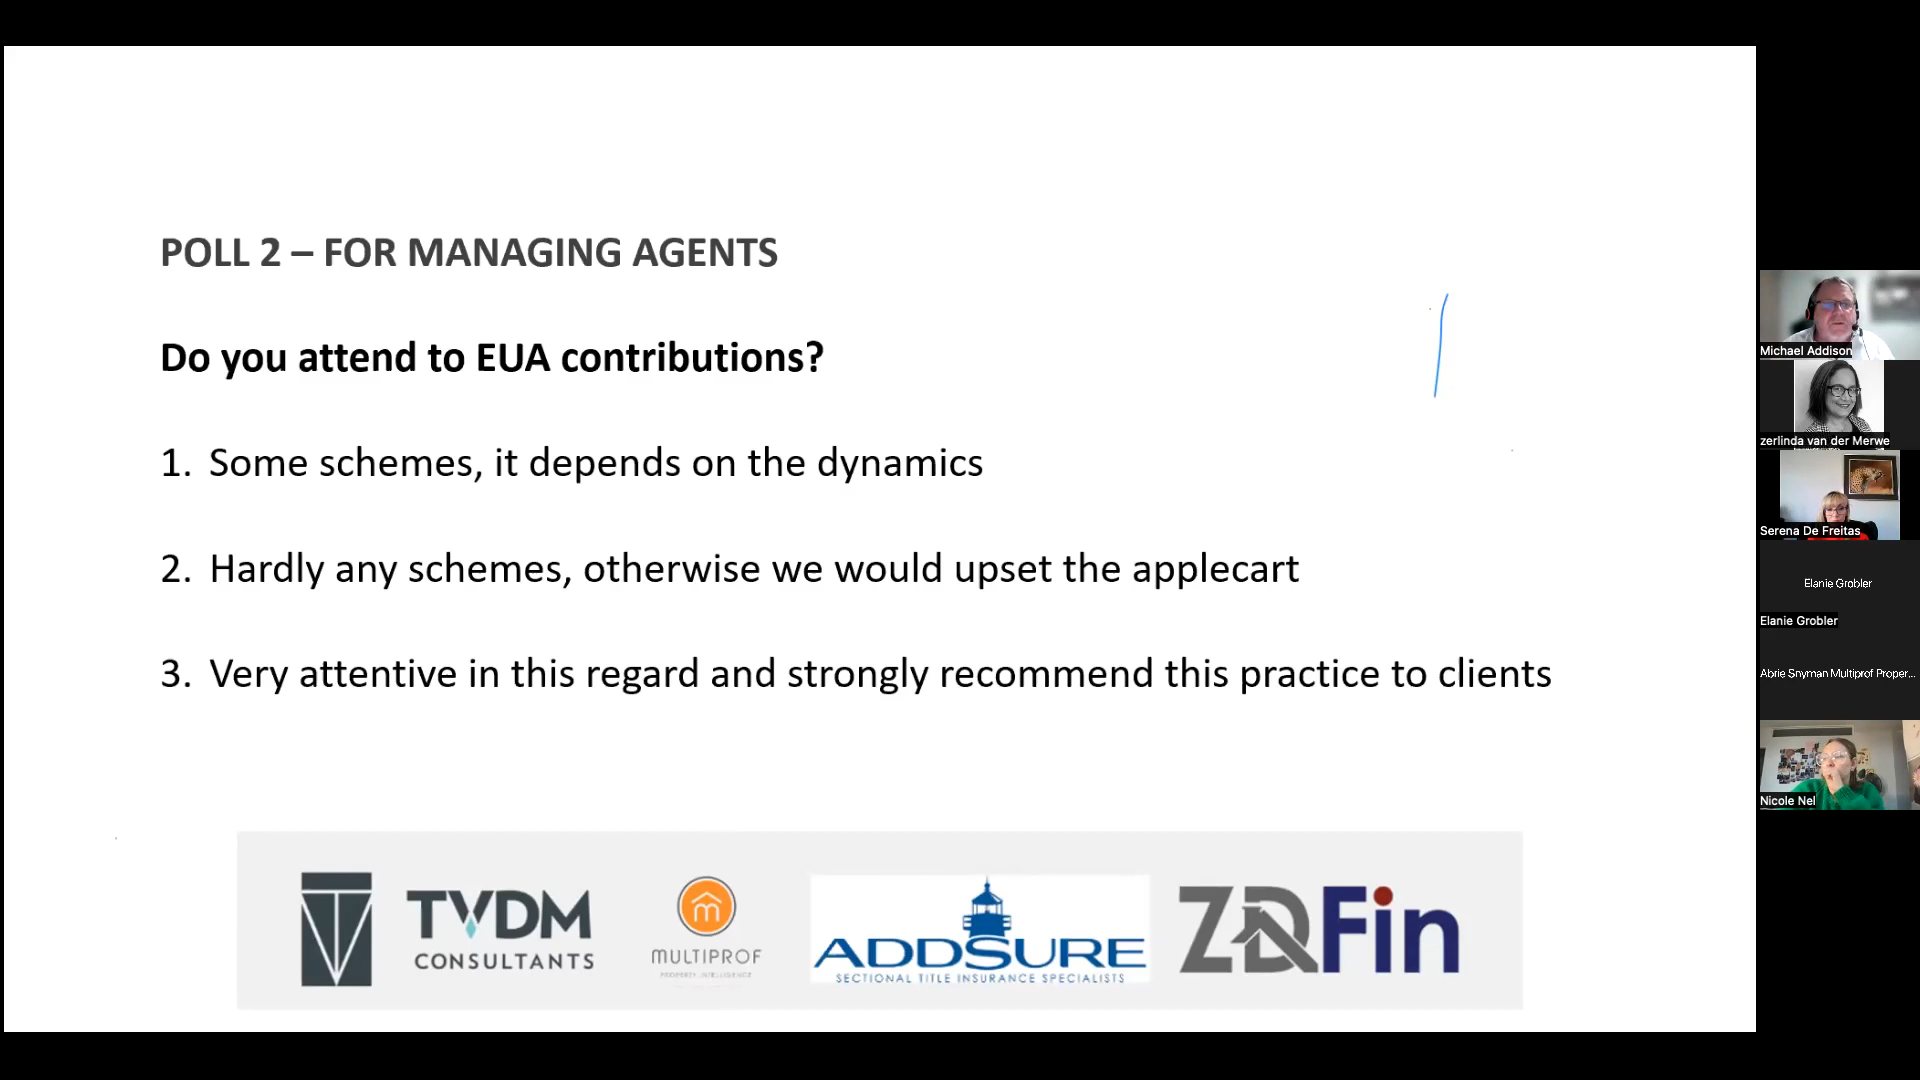 POLL 2 – FOR MANAGING AGENTS
Do you attend to EUA contributions?
1. Some schemes, it depends on the dynamics
2. Hardly any schemes, otherwise we would upset the applecart
3. Very attentive in this regard and strongly recommend this practice to clients
TVDM
CONSULTANTS
MULTIPROF
PROPERTY INTELLIGENCE
ADDSURE
SECTIONAL TITLE INSURANCE SPECIALISTS
ZDFin
Michael Addison
zerlinda van der Merwe
Serena De Freitas
Elanie Grobler
Elanie Grobler
Abrie Snyman Multiprof Proper...
Nicole Nel